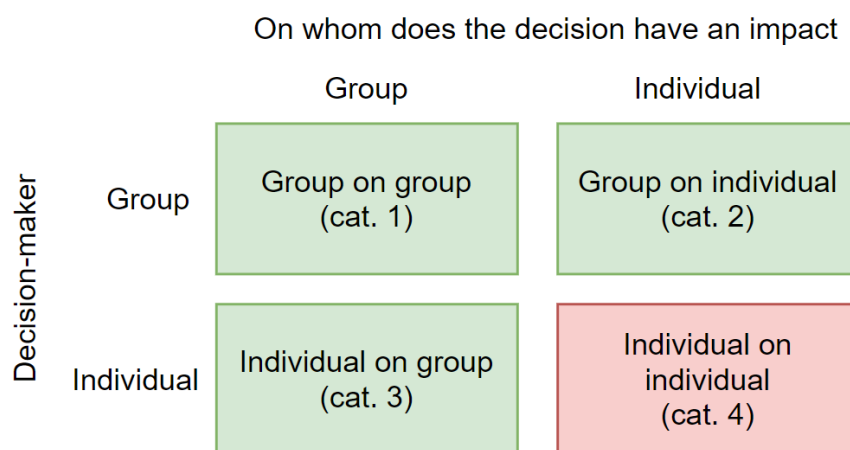 On whom does the decision have an impact
Group
Individual
Decision-maker
Group
Group on group
(cat. 1)
Group on individual
(cat. 2)
Individual
Individual on group
(cat. 3)
Individual on
individual
(cat. 4)